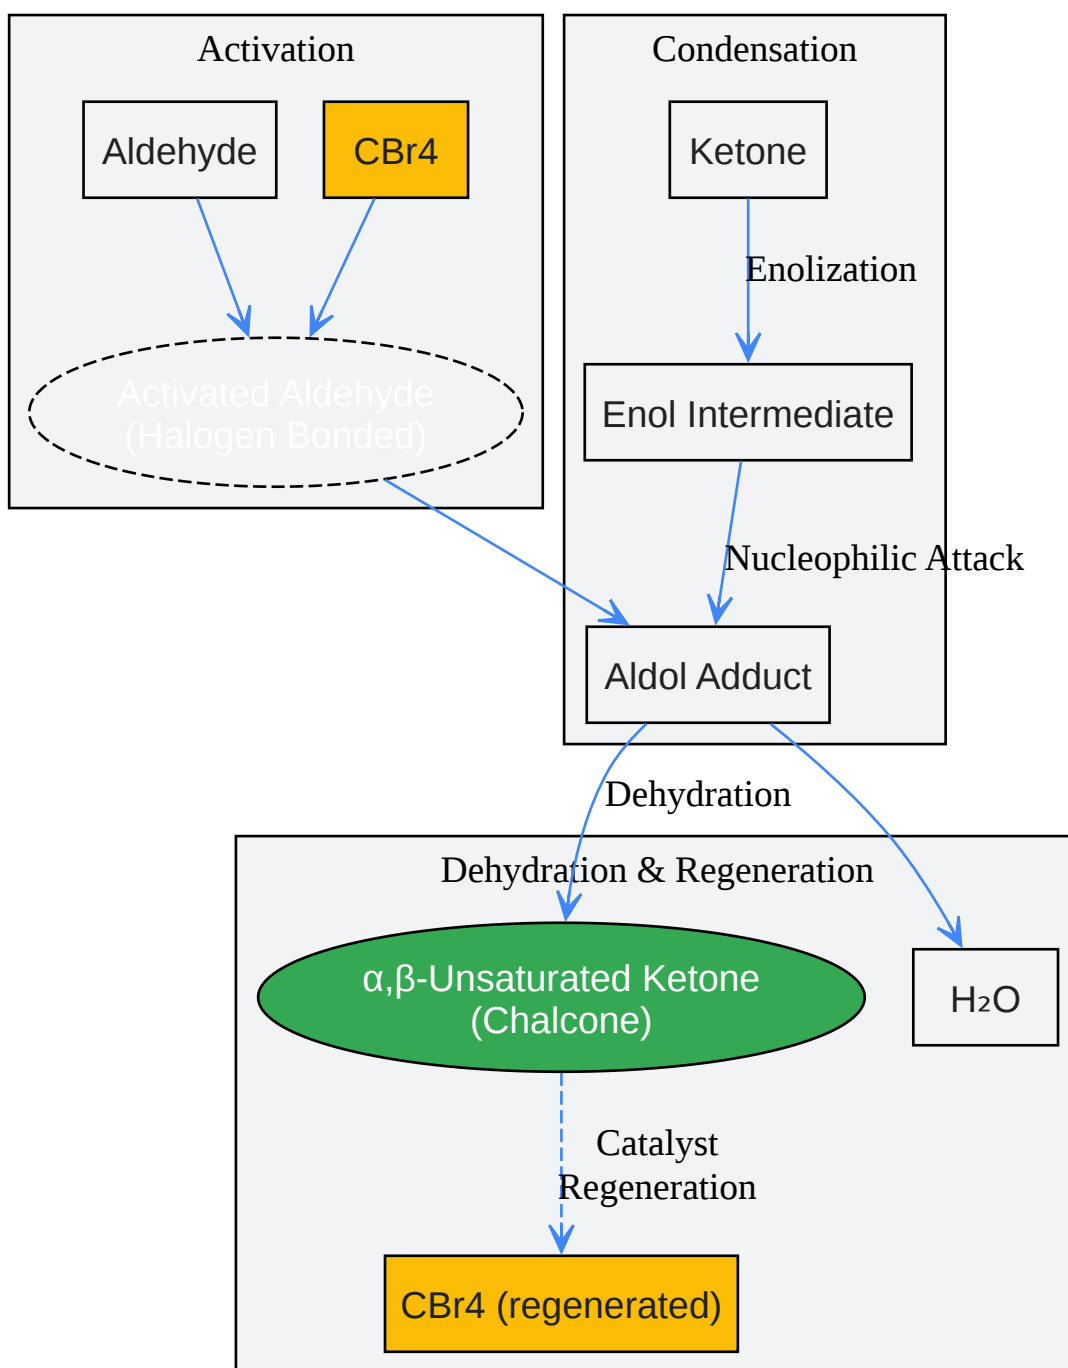 Activation
Condensation
Aldehyde
CBr4
Ketone
Enolization
Activated Aldehyde
(Halogen Bonded)
Enol Intermediate
Nucleophilic Attack
Aldol Adduct
Dehydration
Dehydration & Regeneration
α,β-Unsaturated Ketone
(Chalcone)
H₂O
Catalyst
Regeneration
CBr4 (regenerated)